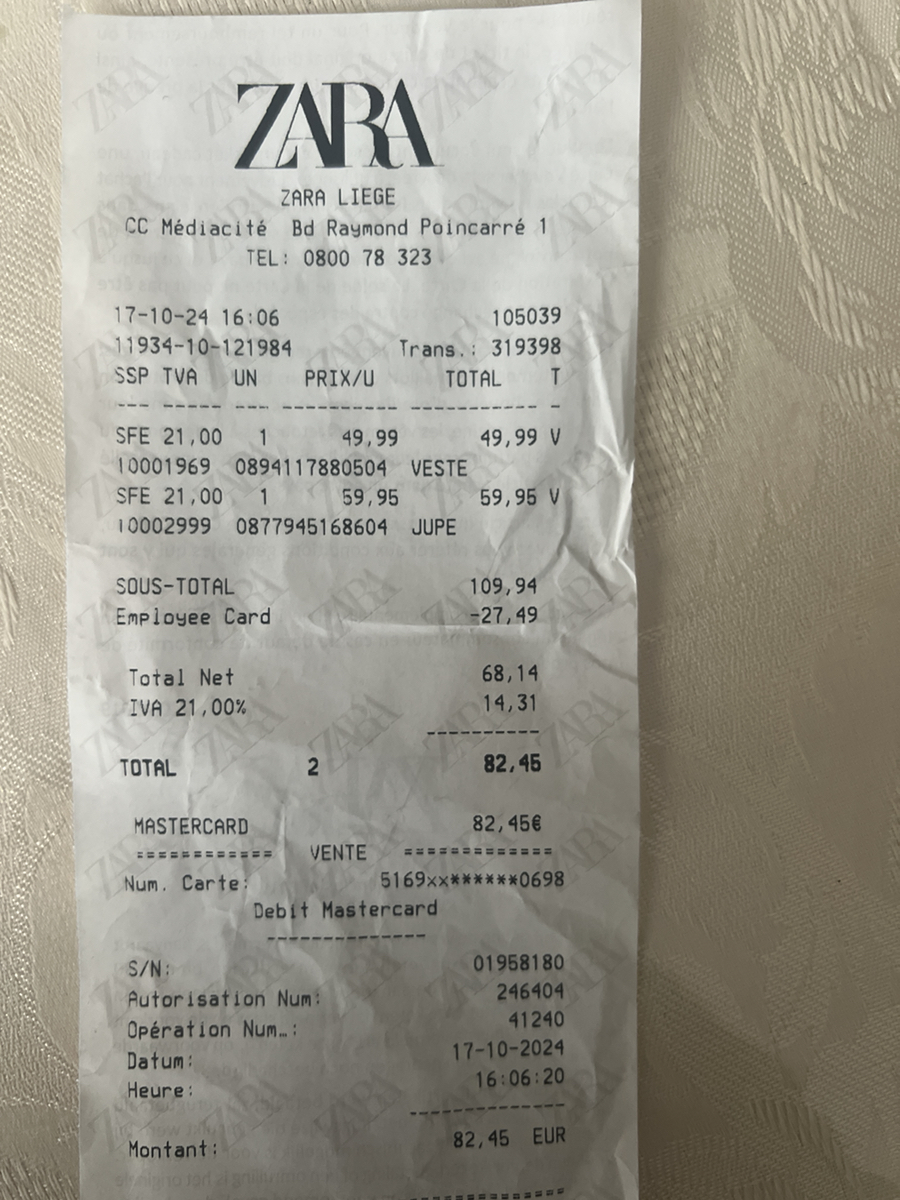 ZARA
ZARA LIEGE
CC Médiacité Bd Raymond Poincarré 1
TEL: 0800 78 323
17-10-24 16:06 105039
11934-10-121984 Trans.: 319398
SSP TVA UN PRIX/U TOTAL T
--- ----- --- ---------- ----------- -
SFE 21,00 1 49,99 49,99 V
10001969 0894117880504 VESTE
SFE 21,00 1 59,95 59,95 V
10002999 0877945168604 JUPE
SOUS-TOTAL 109,94
Employee Card -27,49
Total Net 68,14
IVA 21,00% 14,31
----------
TOTAL 2 82,45
MASTERCARD 82,45€
============ VENTE =============
Num. Carte: 5169xx******0698
Debit Mastercard
--------------
S/N: 01958180
Autorisation Num: 246404
Opération Num…: 41240
Datum: 17-10-2024
Heure: 16:06:20
--------------
Montant: 82,45 EUR